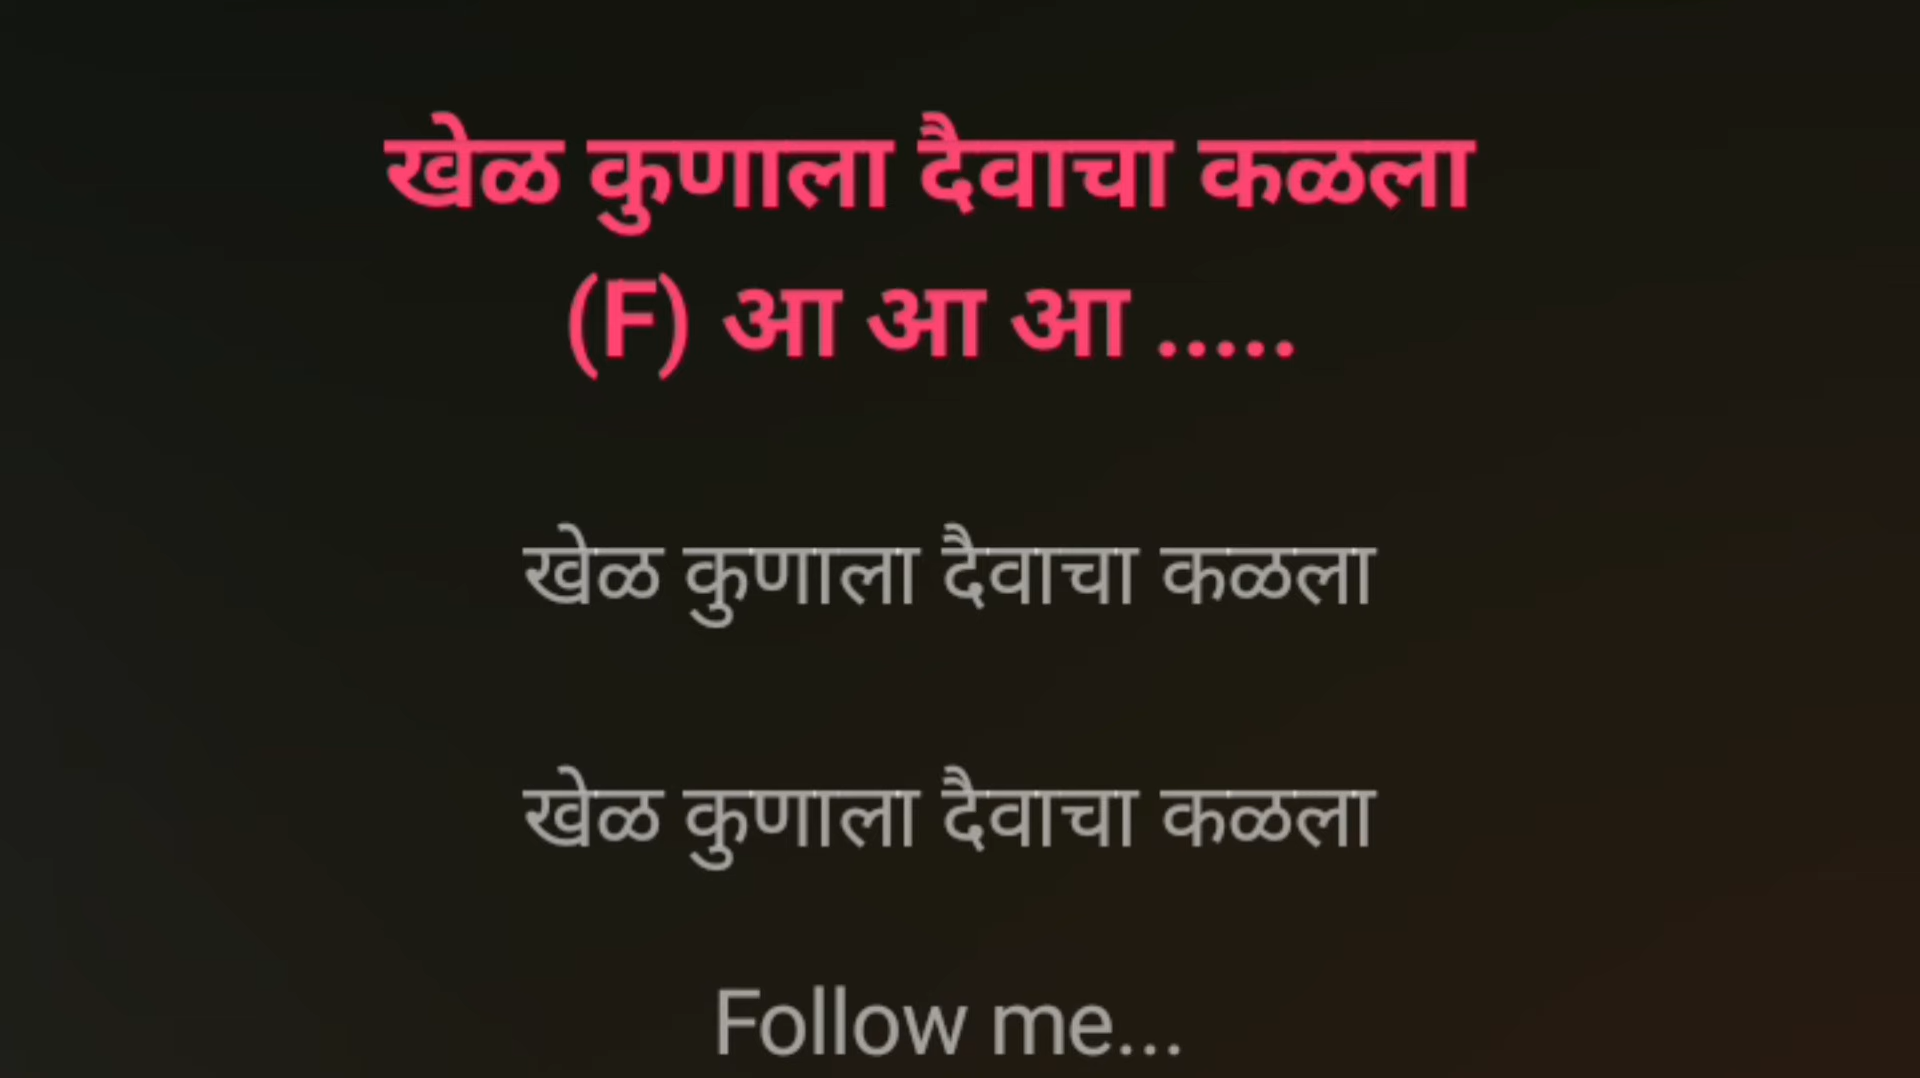 खेळ कुणाला दैवाचा कळला
(F) आ आ आ .....
खेळ कुणाला दैवाचा कळला
खेळ कुणाला दैवाचा कळला
Follow me...